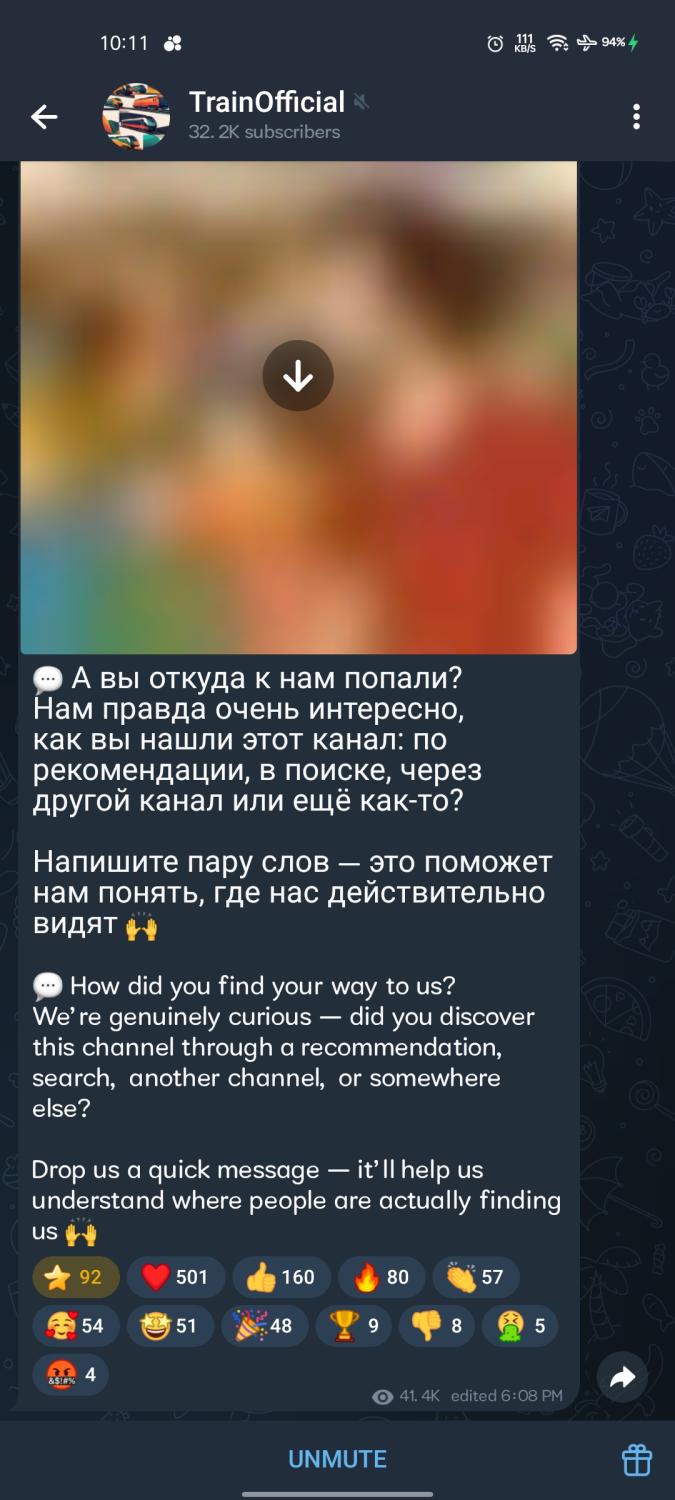 10:11
111
KB/S
94%
TrainOfficial
32.2K subscribers
💬 А вы откуда к нам попали?
Нам правда очень интересно,
как вы нашли этот канал: по
рекомендации, в поиске, через
другой канал или ещё как-то?
Напишите пару слов — это поможет
нам понять, где нас действительно
видят 🙌
💬 How did you find your way to us?
We're genuinely curious — did you discover
this channel through a recommendation,
search, another channel, or somewhere
else?
Drop us a quick message — it'll help us
understand where people are actually finding
us 🙌
⭐ 92 ❤️ 501 👍 160 🔥 80 👏 57
🥰 54 🤩 51 🎉 48 🏆 9 👎 8 🤮 5
🤬 4
41.4K edited 6:08 PM
UNMUTE